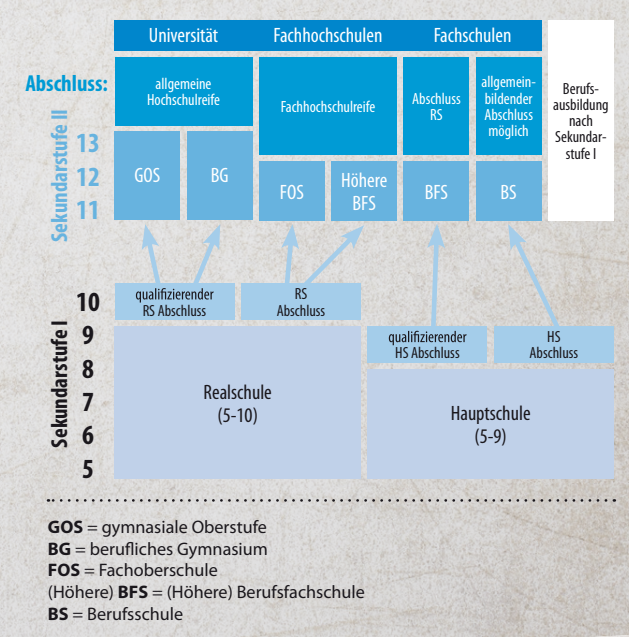 Universität
Fachhochschulen
Fachschulen
Abschluss:
allgemeine
Hochschulreife
Fachhochschulreife
Abschluss
RS
allgemein-
bildender
Abschluss
möglich
Berufs-
ausbildung
nach
Sekundar-
stufe I
Sekundarstufe II
13
12
11
GOS
BG
FOS
Höhere
BFS
BFS
BS
Sekundarstufe I
10
9
8
7
6
5
qualifizierender
RS Abschluss
RS
Abschluss
qualifizierender
HS Abschluss
HS
Abschluss
Realschule
(5-10)
Hauptschule
(5-9)
GOS = gymnasiale Oberstufe
BG = berufliches Gymnasium
FOS = Fachoberschule
(Höhere) BFS = (Höhere) Berufsfachschule
BS = Berufsschule